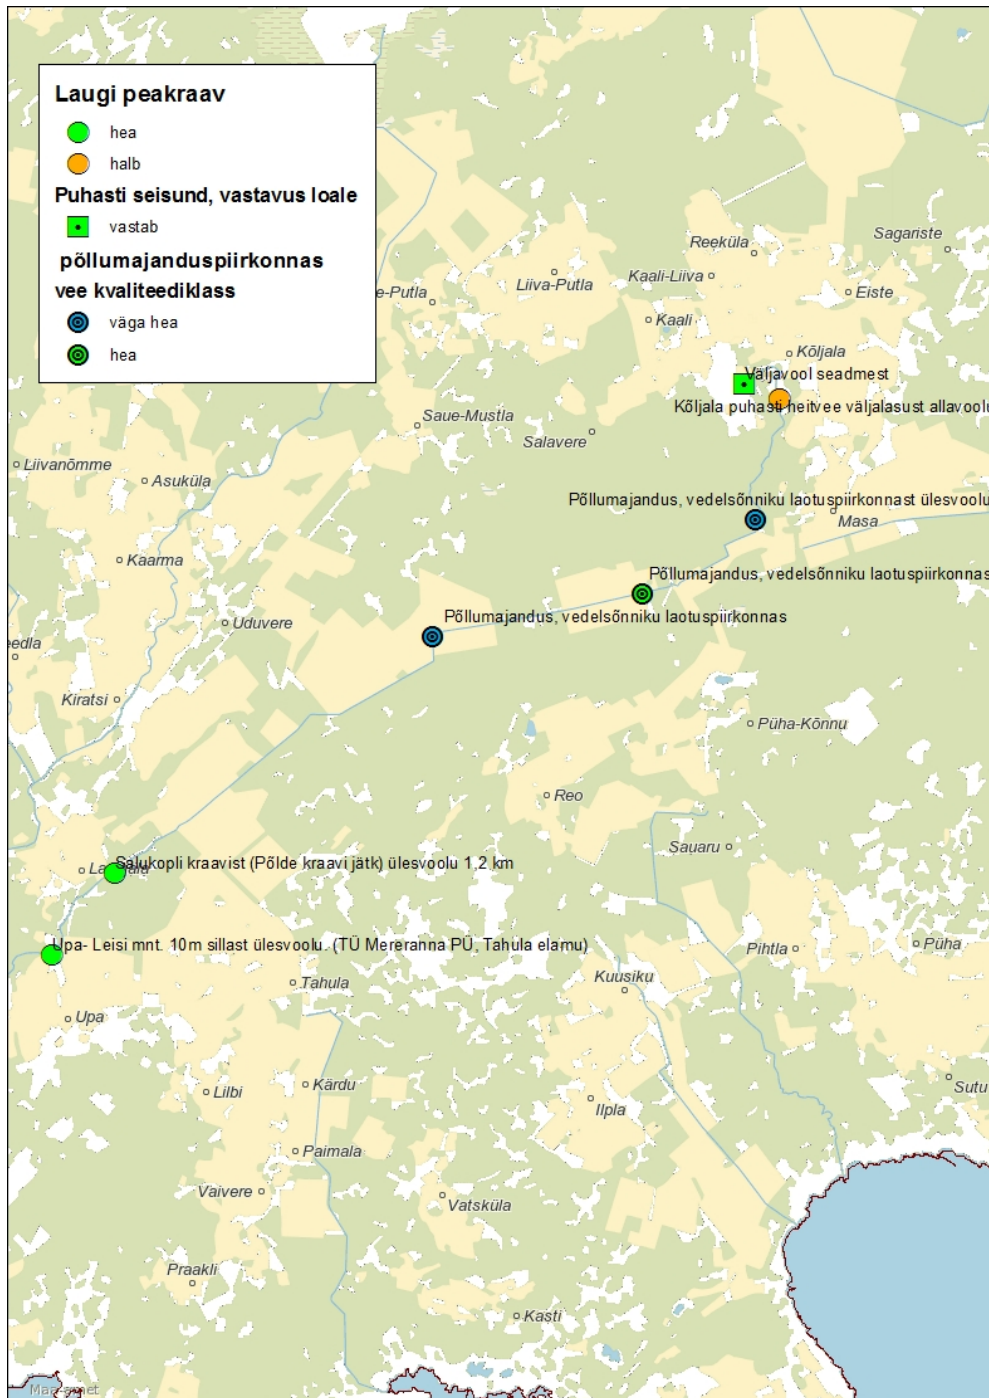 Laugi peakraav
hea
halb
Puhasti seisund, vastavus loale
vastab
põllumajanduspiirkonnas
vee kvaliteediklass
väga hea
hea
Sagariste
Reeküla
Kaali-Liiva
Liiva-Putla
e-Putla
Eiste
Kaali
Kõljala
Väljavool seadmest
Kõljala puhasti heitvee väljalasust allavoolu
Saue-Mustla
Salavere
Liivanõmme
Asuküla
Põllumajandus, vedelsõnniku laotuspiirkonnast ülesvoolu
Masa
Kaarma
Põllumajandus, vedelsõnniku laotuspiirkonnas
Põllumajandus, vedelsõnniku laotuspiirkonnas
Uduvere
eedla
Kiratsi
Püha-Kõnnu
Reo
Sauaru
Salukopli kraavist (Põlde kraavi jätk) ülesvoolu 1,2 km
Upa- Leisi mnt. 10m sillast ülesvoolu. (TÜ Mereranna PÜ, Tahula elamu)
Pihtla
Püha
Kuusiku
Tahula
Upa
Kärdu
Lilbi
Sutu
Ilpla
Paimala
Vaivere
Vatsküla
Praakli
Kasti
Maa-amet